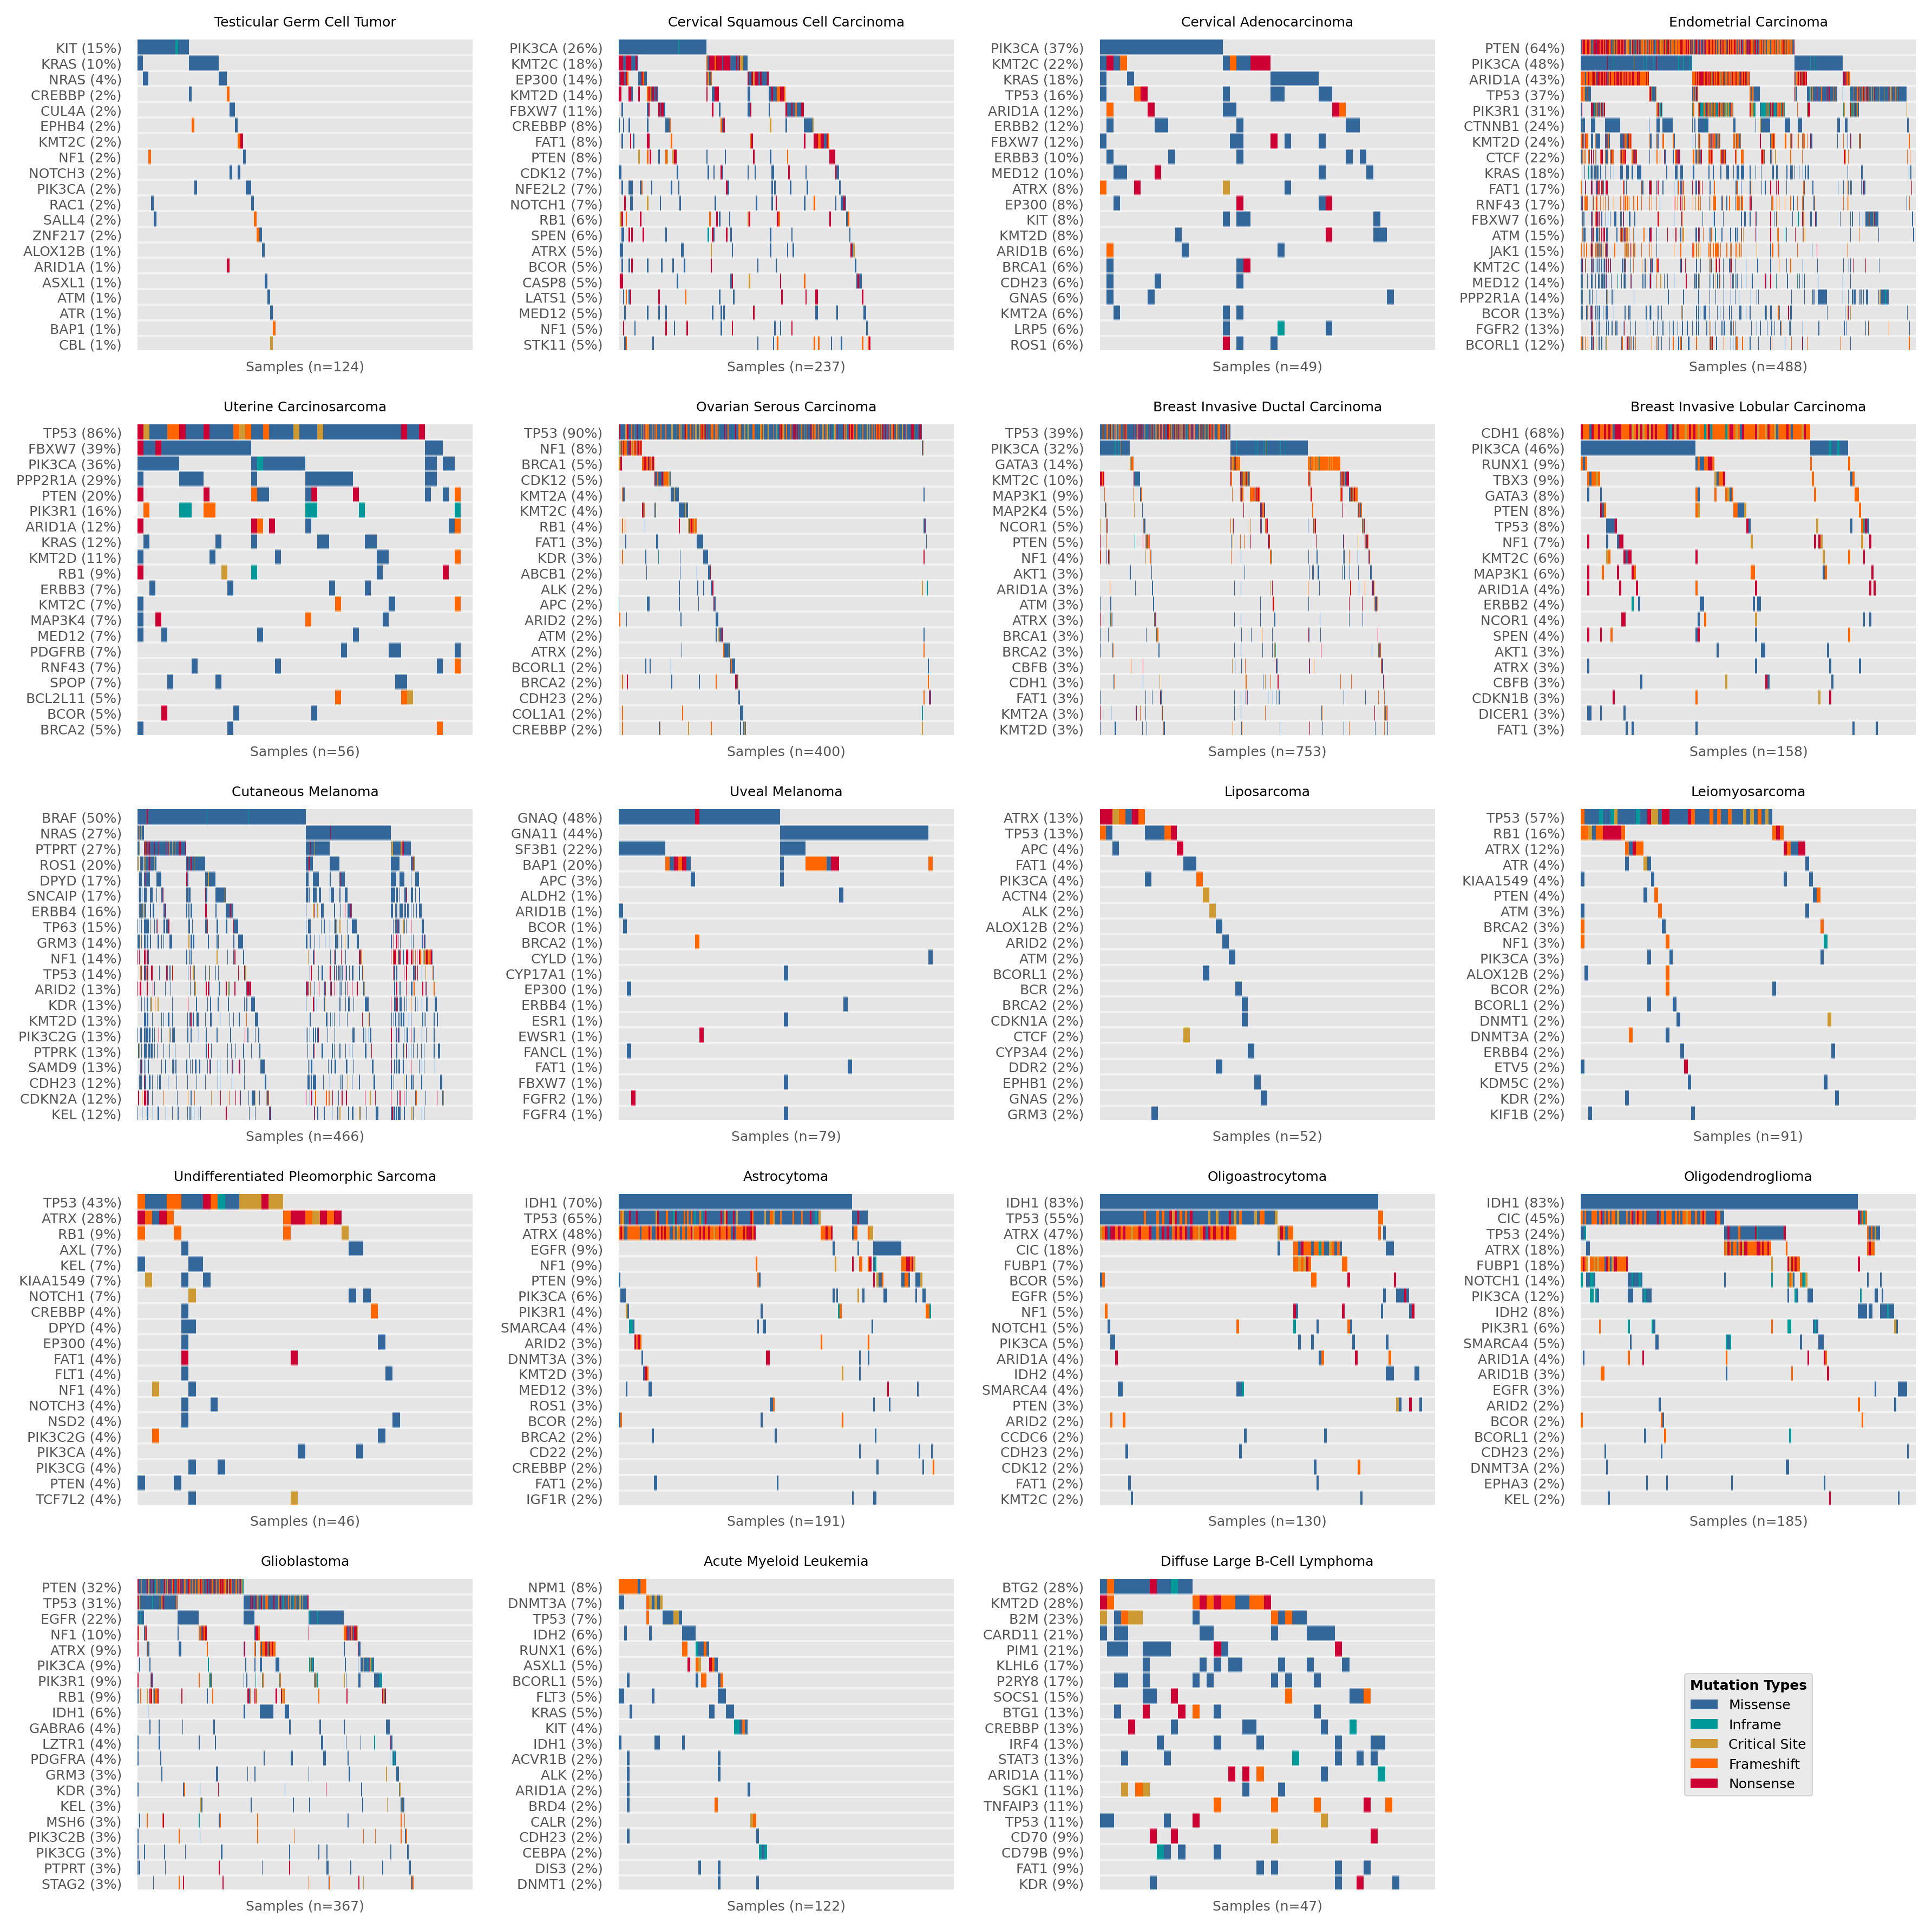 Testicular Germ Cell Tumor
KIT (15%)
KRAS (10%)
NRAS (4%)
CREBBP (2%)
CUL4A (2%)
EPHB4 (2%)
KMT2C (2%)
NF1 (2%)
NOTCH3 (2%)
PIK3CA (2%)
RAC1 (2%)
SALL4 (2%)
ZNF217 (2%)
ALOX12B (1%)
ARID1A (1%)
ASXL1 (1%)
ATM (1%)
ATR (1%)
BAP1 (1%)
CBL (1%)
Samples (n=124)
Cervical Squamous Cell Carcinoma
PIK3CA (26%)
KMT2C (18%)
EP300 (14%)
KMT2D (14%)
FBXW7 (11%)
CREBBP (8%)
FAT1 (8%)
PTEN (8%)
CDK12 (7%)
NFE2L2 (7%)
NOTCH1 (7%)
RB1 (6%)
SPEN (6%)
ATRX (5%)
BCOR (5%)
CASP8 (5%)
LATS1 (5%)
MED12 (5%)
NF1 (5%)
STK11 (5%)
Samples (n=237)
Cervical Adenocarcinoma
PIK3CA (37%)
KMT2C (22%)
KRAS (18%)
TP53 (16%)
ARID1A (12%)
ERBB2 (12%)
FBXW7 (12%)
ERBB3 (10%)
MED12 (10%)
ATRX (8%)
EP300 (8%)
KIT (8%)
KMT2D (8%)
ARID1B (6%)
BRCA1 (6%)
CDH23 (6%)
GNAS (6%)
KMT2A (6%)
LRP5 (6%)
ROS1 (6%)
Samples (n=49)
Endometrial Carcinoma
PTEN (64%)
PIK3CA (48%)
ARID1A (43%)
TP53 (37%)
PIK3R1 (31%)
CTNNB1 (24%)
KMT2D (24%)
CTCF (22%)
KRAS (18%)
FAT1 (17%)
RNF43 (17%)
FBXW7 (16%)
ATM (15%)
JAK1 (15%)
KMT2C (14%)
MED12 (14%)
PPP2R1A (14%)
BCOR (13%)
FGFR2 (13%)
BCORL1 (12%)
Samples (n=488)
Uterine Carcinosarcoma
TP53 (86%)
FBXW7 (39%)
PIK3CA (36%)
PPP2R1A (29%)
PTEN (20%)
PIK3R1 (16%)
ARID1A (12%)
KRAS (12%)
KMT2D (11%)
RB1 (9%)
ERBB3 (7%)
KMT2C (7%)
MAP3K4 (7%)
MED12 (7%)
PDGFRB (7%)
RNF43 (7%)
SPOP (7%)
BCL2L11 (5%)
BCOR (5%)
BRCA2 (5%)
Samples (n=56)
Ovarian Serous Carcinoma
TP53 (90%)
NF1 (8%)
BRCA1 (5%)
CDK12 (5%)
KMT2A (4%)
KMT2C (4%)
RB1 (4%)
FAT1 (3%)
KDR (3%)
ABCB1 (2%)
ALK (2%)
APC (2%)
ARID2 (2%)
ATM (2%)
ATRX (2%)
BCORL1 (2%)
BRCA2 (2%)
CDH23 (2%)
COL1A1 (2%)
CREBBP (2%)
Samples (n=400)
Breast Invasive Ductal Carcinoma
TP53 (39%)
PIK3CA (32%)
GATA3 (14%)
KMT2C (10%)
MAP3K1 (9%)
MAP2K4 (5%)
NCOR1 (5%)
PTEN (5%)
NF1 (4%)
AKT1 (3%)
ARID1A (3%)
ATM (3%)
ATRX (3%)
BRCA1 (3%)
BRCA2 (3%)
CBFB (3%)
CDH1 (3%)
FAT1 (3%)
KMT2A (3%)
KMT2D (3%)
Samples (n=753)
Breast Invasive Lobular Carcinoma
CDH1 (68%)
PIK3CA (46%)
RUNX1 (9%)
TBX3 (9%)
GATA3 (8%)
PTEN (8%)
TP53 (8%)
NF1 (7%)
KMT2C (6%)
MAP3K1 (6%)
ARID1A (4%)
ERBB2 (4%)
NCOR1 (4%)
SPEN (4%)
AKT1 (3%)
ATRX (3%)
CBFB (3%)
CDKN1B (3%)
DICER1 (3%)
FAT1 (3%)
Samples (n=158)
Cutaneous Melanoma
BRAF (50%)
NRAS (27%)
PTPRT (27%)
ROS1 (20%)
DPYD (17%)
SNCAIP (17%)
ERBB4 (16%)
TP63 (15%)
GRM3 (14%)
NF1 (14%)
TP53 (14%)
ARID2 (13%)
KDR (13%)
KMT2D (13%)
PIK3C2G (13%)
PTPRK (13%)
SAMD9 (13%)
CDH23 (12%)
CDKN2A (12%)
KEL (12%)
Samples (n=466)
Uveal Melanoma
GNAQ (48%)
GNA11 (44%)
SF3B1 (22%)
BAP1 (20%)
APC (3%)
ALDH2 (1%)
ARID1B (1%)
BCOR (1%)
BRCA2 (1%)
CYLD (1%)
CYP17A1 (1%)
EP300 (1%)
ERBB4 (1%)
ESR1 (1%)
EWSR1 (1%)
FANCL (1%)
FAT1 (1%)
FBXW7 (1%)
FGFR2 (1%)
FGFR4 (1%)
Samples (n=79)
Liposarcoma
ATRX (13%)
TP53 (13%)
APC (4%)
FAT1 (4%)
PIK3CA (4%)
ACTN4 (2%)
ALK (2%)
ALOX12B (2%)
ARID2 (2%)
ATM (2%)
BCORL1 (2%)
BCR (2%)
BRCA2 (2%)
CDKN1A (2%)
CTCF (2%)
CYP3A4 (2%)
DDR2 (2%)
EPHB1 (2%)
GNAS (2%)
GRM3 (2%)
Samples (n=52)
Leiomyosarcoma
TP53 (57%)
RB1 (16%)
ATRX (12%)
ATR (4%)
KIAA1549 (4%)
PTEN (4%)
ATM (3%)
BRCA2 (3%)
NF1 (3%)
PIK3CA (3%)
ALOX12B (2%)
BCOR (2%)
BCORL1 (2%)
DNMT1 (2%)
DNMT3A (2%)
ERBB4 (2%)
ETV5 (2%)
KDM5C (2%)
KDR (2%)
KIF1B (2%)
Samples (n=91)
Undifferentiated Pleomorphic Sarcoma
TP53 (43%)
ATRX (28%)
RB1 (9%)
AXL (7%)
KEL (7%)
KIAA1549 (7%)
NOTCH1 (7%)
CREBBP (4%)
DPYD (4%)
EP300 (4%)
FAT1 (4%)
FLT1 (4%)
NF1 (4%)
NOTCH3 (4%)
NSD2 (4%)
PIK3C2G (4%)
PIK3CA (4%)
PIK3CG (4%)
PTEN (4%)
TCF7L2 (4%)
Samples (n=46)
Astrocytoma
IDH1 (70%)
TP53 (65%)
ATRX (48%)
EGFR (9%)
NF1 (9%)
PTEN (9%)
PIK3CA (6%)
PIK3R1 (4%)
SMARCA4 (4%)
ARID2 (3%)
DNMT3A (3%)
KMT2D (3%)
MED12 (3%)
ROS1 (3%)
BCOR (2%)
BRCA2 (2%)
CD22 (2%)
CREBBP (2%)
FAT1 (2%)
IGF1R (2%)
Samples (n=191)
Oligoastrocytoma
IDH1 (83%)
TP53 (55%)
ATRX (47%)
CIC (18%)
FUBP1 (7%)
BCOR (5%)
EGFR (5%)
NF1 (5%)
NOTCH1 (5%)
PIK3CA (5%)
ARID1A (4%)
IDH2 (4%)
SMARCA4 (4%)
PTEN (3%)
ARID2 (2%)
CCDC6 (2%)
CDH23 (2%)
CDK12 (2%)
FAT1 (2%)
KMT2C (2%)
Samples (n=130)
Oligodendroglioma
IDH1 (83%)
CIC (45%)
TP53 (24%)
ATRX (18%)
FUBP1 (18%)
NOTCH1 (14%)
PIK3CA (12%)
IDH2 (8%)
PIK3R1 (6%)
SMARCA4 (5%)
ARID1A (4%)
ARID1B (3%)
EGFR (3%)
ARID2 (2%)
BCOR (2%)
BCORL1 (2%)
CDH23 (2%)
DNMT3A (2%)
EPHA3 (2%)
KEL (2%)
Samples (n=185)
Glioblastoma
PTEN (32%)
TP53 (31%)
EGFR (22%)
NF1 (10%)
ATRX (9%)
PIK3CA (9%)
PIK3R1 (9%)
RB1 (9%)
IDH1 (6%)
GABRA6 (4%)
LZTR1 (4%)
PDGFRA (4%)
GRM3 (3%)
KDR (3%)
KEL (3%)
MSH6 (3%)
PIK3C2B (3%)
PIK3CG (3%)
PTPRT (3%)
STAG2 (3%)
Samples (n=367)
Acute Myeloid Leukemia
NPM1 (8%)
DNMT3A (7%)
TP53 (7%)
IDH2 (6%)
RUNX1 (6%)
ASXL1 (5%)
BCORL1 (5%)
FLT3 (5%)
KRAS (5%)
KIT (4%)
IDH1 (3%)
ACVR1B (2%)
ALK (2%)
ARID1A (2%)
BRD4 (2%)
CALR (2%)
CDH23 (2%)
CEBPA (2%)
DIS3 (2%)
DNMT1 (2%)
Samples (n=122)
Diffuse Large B-Cell Lymphoma
BTG2 (28%)
KMT2D (28%)
B2M (23%)
CARD11 (21%)
PIM1 (21%)
KLHL6 (17%)
P2RY8 (17%)
SOCS1 (15%)
BTG1 (13%)
CREBBP (13%)
IRF4 (13%)
STAT3 (13%)
ARID1A (11%)
SGK1 (11%)
TNFAIP3 (11%)
TP53 (11%)
CD70 (9%)
CD79B (9%)
FAT1 (9%)
KDR (9%)
Samples (n=47)
Mutation Types
Missense
Inframe
Critical Site
Frameshift
Nonsense